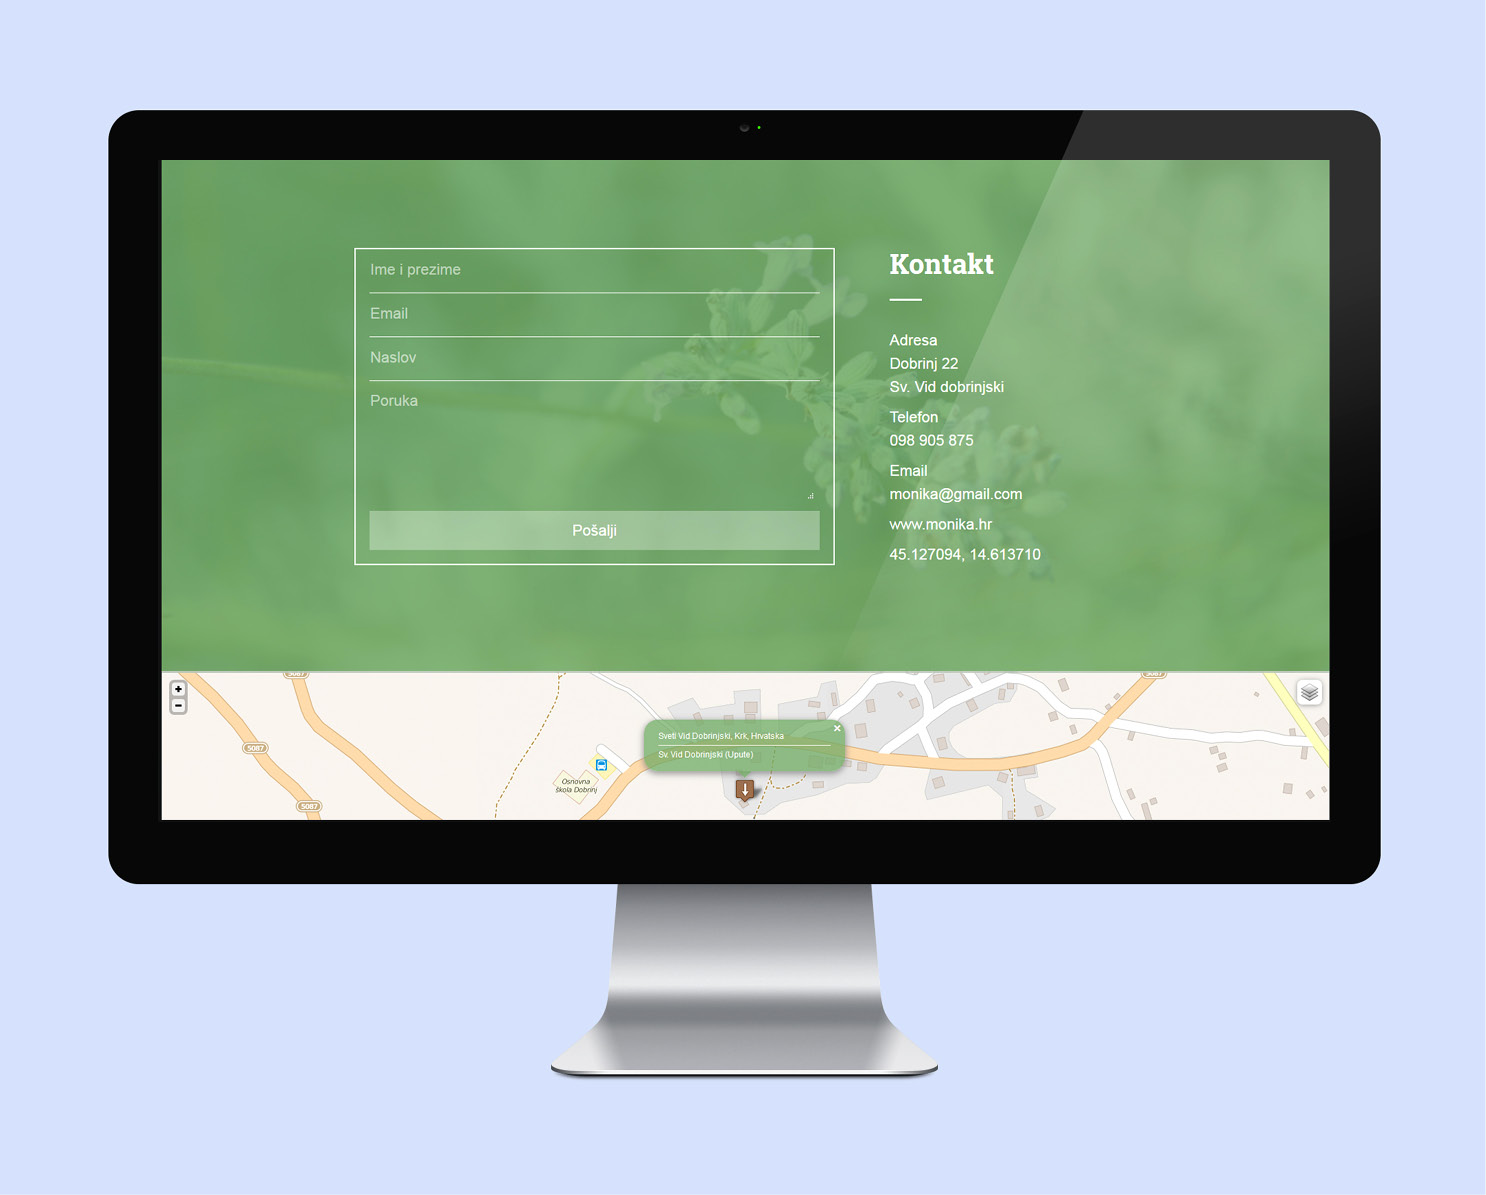 Ime i prezime
Email
Naslov
Poruka
Pošalji
Kontakt
Adresa
Dobrinj 22
Sv. Vid dobrinjski
Telefon
098 905 875
Email
monika@gmail.com
www.monika.hr
45.127094, 14.613710
5087
5087
Sveti Vid Dobrinjski, Krk, Hrvatska
Sv. Vid Dobrinjski (Upute)
5087
Osnovna
škola Dobrinj
5087